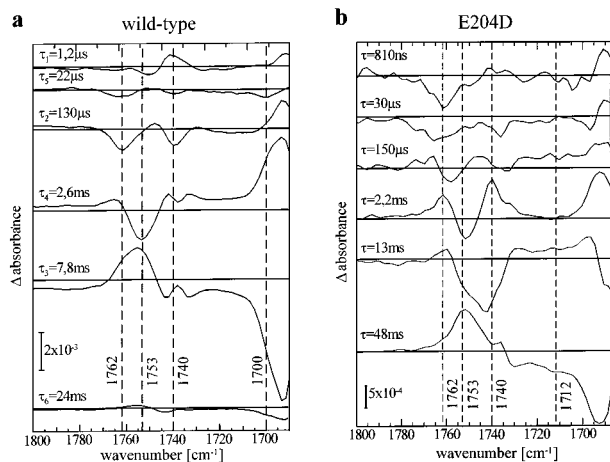 a
wild-type
τ₁=1,2μs
τ₅=22μs
τ₂=130μs
τ₄=2,6ms
τ₃=7,8ms
2x10⁻³
1762
1753
1740
1700
τ₆=24ms
Δ absorbance
1800 1780 1760 1740 1720 1700
wavenumber [cm⁻¹]
b
E204D
τ=810ns
τ=30μs
τ=150μs
τ=2,2ms
τ=13ms
τ=48ms
5x10⁻⁴
1762
1753
1740
1712
Δ absorbance
1800 1780 1760 1740 1720 1700
wavenumber [cm⁻¹]